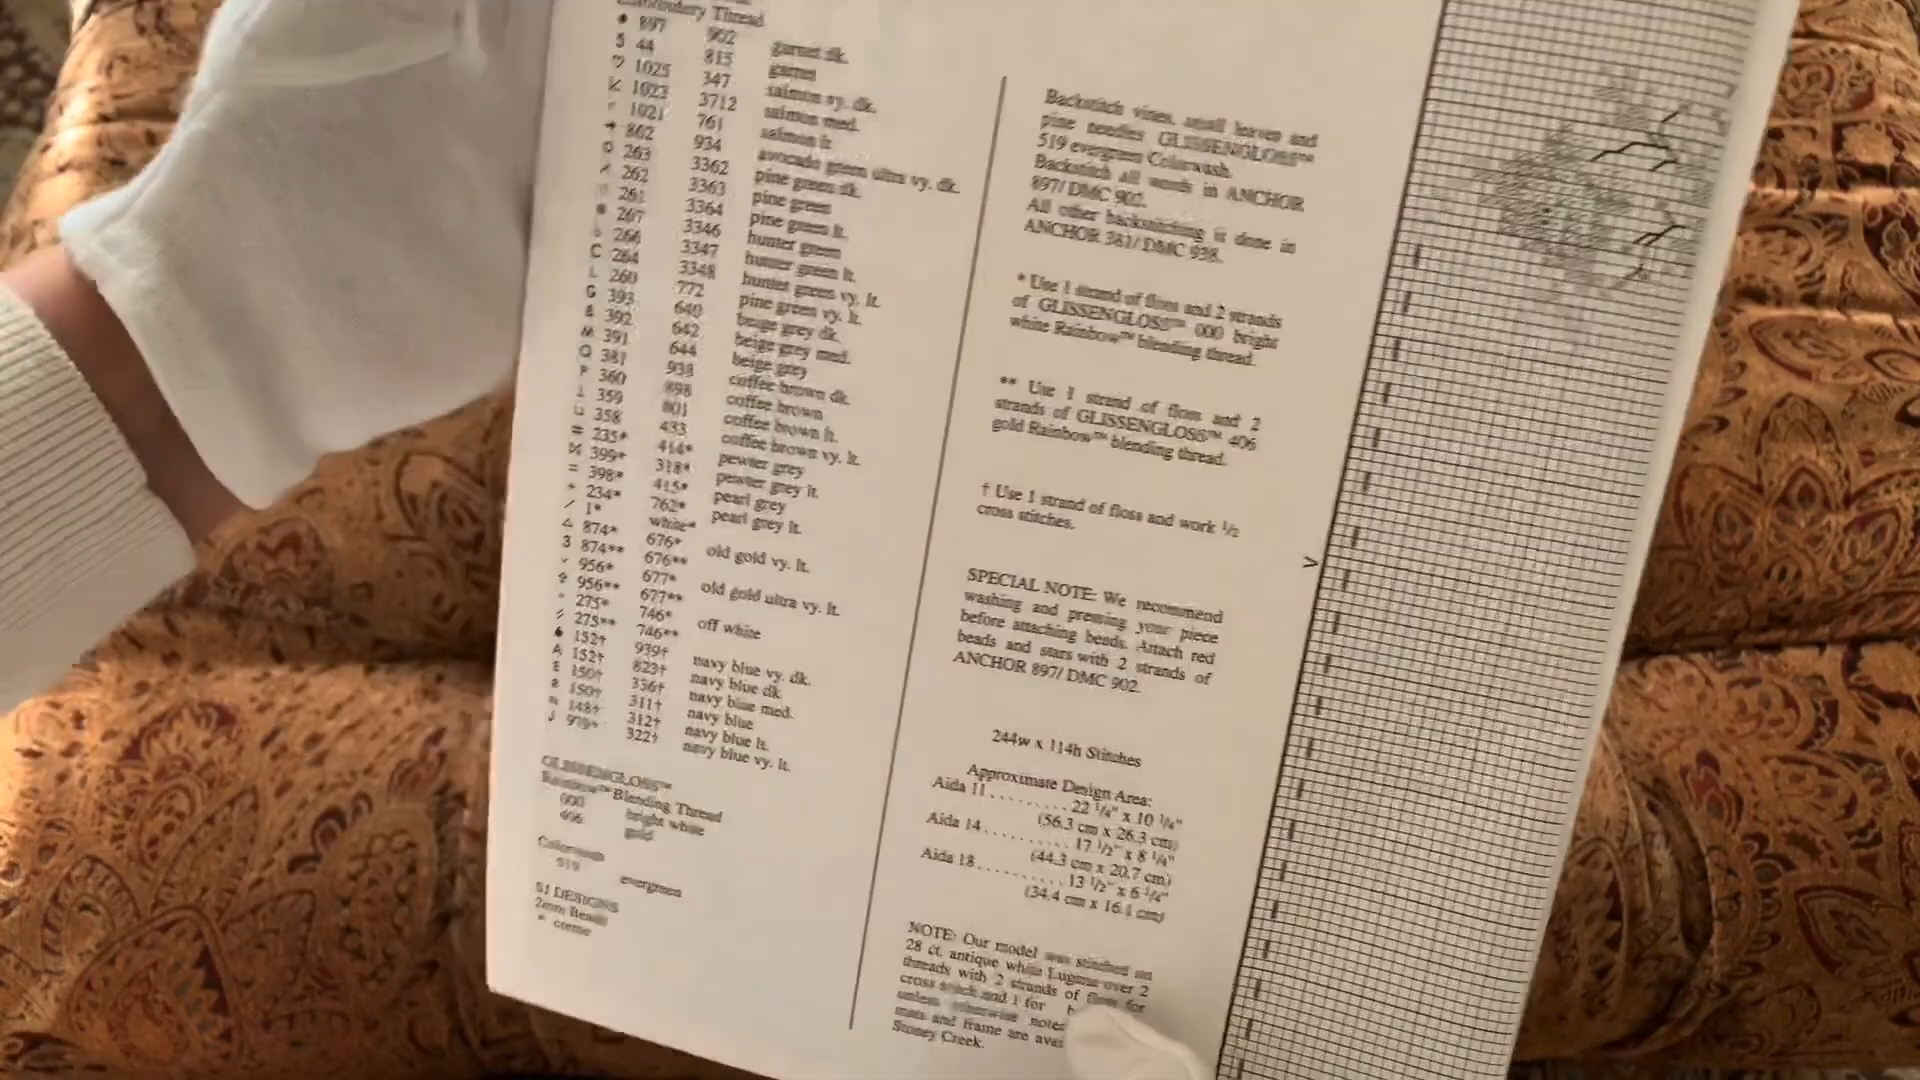 Embroidery Thread
897 902 garnet dk.
$ 44 815 garnet
♡ 1025 347 salmon vy. dk.
K 1023 3712 salmon med.
1021 761 salmon lt.
862 934 avocado green ultra vy. dk.
263 3362 pine green dk.
262 3363 pine green
261 3364 pine green lt.
267 3346 hunter green
266 3347 hunter green lt.
C 264 3348 hunter green vy. lt.
L 260 772 pine green vy. lt.
G 393 640 beige grey dk.
8 392 642 beige grey med.
M 391 644 beige grey
Q 381 938 coffee brown dk.
P 360 898 coffee brown
359 801 coffee brown lt.
U 358 433 coffee brown vy. lt.
235* 414* pewter grey
399* 318* pewter grey lt.
= 398* 415* pearl grey
+ 234* 762* pearl grey lt.
/ 1* white*
△ 874* 676* old gold vy. lt.
3 874** 676**
v 956* 677* old gold ultra vy. lt.
956** 677**
275* 746* off white
275** 746**
152† 939† navy blue vy. dk.
A 152† 823† navy blue dk
E 150† 336† navy blue med.
150† 311† navy blue
148† 312† navy blue lt.
J 979† 322† navy blue vy. lt.
GLISSENGLOSS™
Rainbow™ Blending Thread
000 bright white
406 gold
Colorwash
519 evergreen
SJ DESIGNS
2mm Beads
Backstitch vines, small leaves and
pine needles GLISSENGLOSS™
519 evergreen Colorwash.
Backstitch all words in ANCHOR
897/ DMC 902.
All other backstitching is done in
ANCHOR 381/ DMC 938.
* Use 1 strand of floss and 2 strands
of GLISSENGLOSS™ 000 bright
white Rainbow™ blending thread.
** Use 1 strand of floss and 2
strands of GLISSENGLOSS™ 406
gold Rainbow™ blending thread.
† Use 1 strand of floss and work ½
cross stitches.
SPECIAL NOTE: We recommend
washing and pressing your piece
before attaching beads. Attach red
beads and stars with 2 strands of
ANCHOR 897/ DMC 902.
244w x 114h Stitches
Approximate Design Area:
Aida 11.........22 ¼" x 10 ¼"
(56.3 cm x 26.3 cm)
Aida 14.........17 ½" x 8 ¼"
(44.3 cm x 20.7 cm)
Aida 18..........13 ½" x 6 ¼"
(34.4 cm x 16.1 cm)
NOTE: Our model was stitched on
28 ct. antique white Lugana over 2
threads with 2 strands of floss for
cross stitch and 1 for
unless otherwise noted
mats and frame are avai
Stoney Creek.